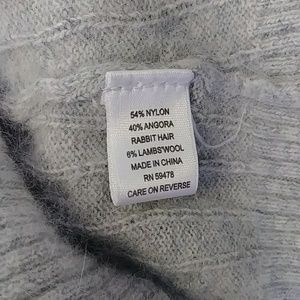 54% NYLON
40% ANGORA
RABBIT HAIR
6% LAMBS'WOOL
MADE IN CHINA
RN 59478
CARE ON REVERSE